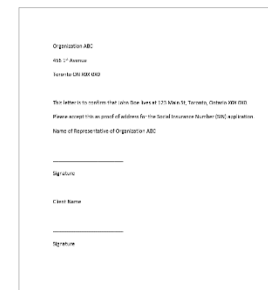 Organization ABC
456 1st Avenue
Toronto ON X0X 0X0
This letter is to confirm that John Doe lives at 123 Main St, Toronto, Ontario X0X 0X0.
Please accept this as proof of address for the Social Insurance Number (SIN) application.
Name of Representative of Organization ABC
Signature
Client Name
Signature